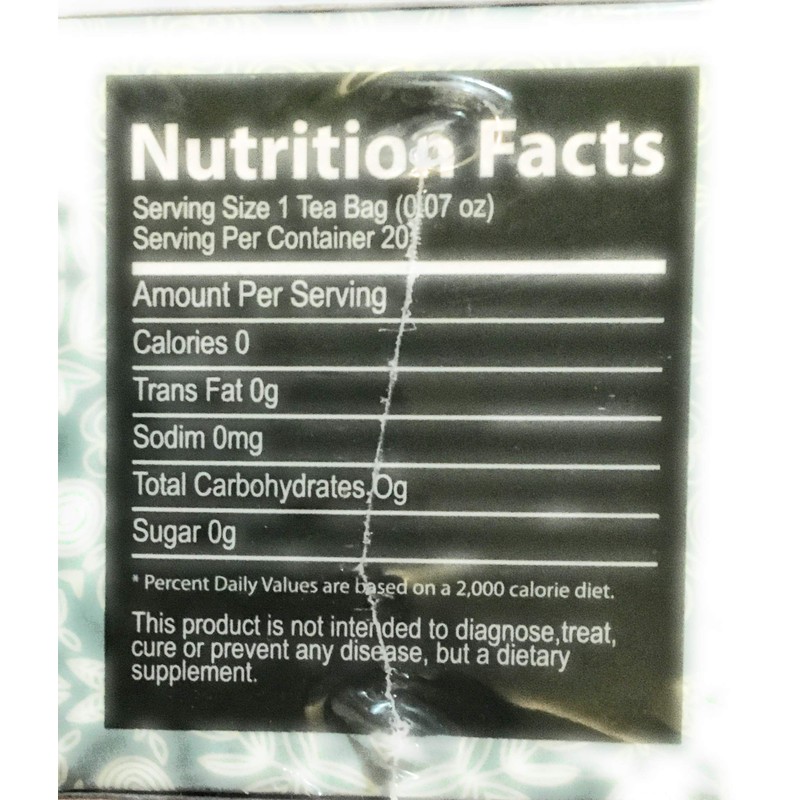 Nutrition Facts
Serving Size 1 Tea Bag (0.07 oz)
Serving Per Container 20
Amount Per Serving
Calories 0
Trans Fat 0g
Sodim 0mg
Total Carbohydrates 0g
Sugar 0g
* Percent Daily Values are based on a 2,000 calorie diet.
This product is not intended to diagnose,treat,
cure or prevent any disease, but a dietary
supplement.